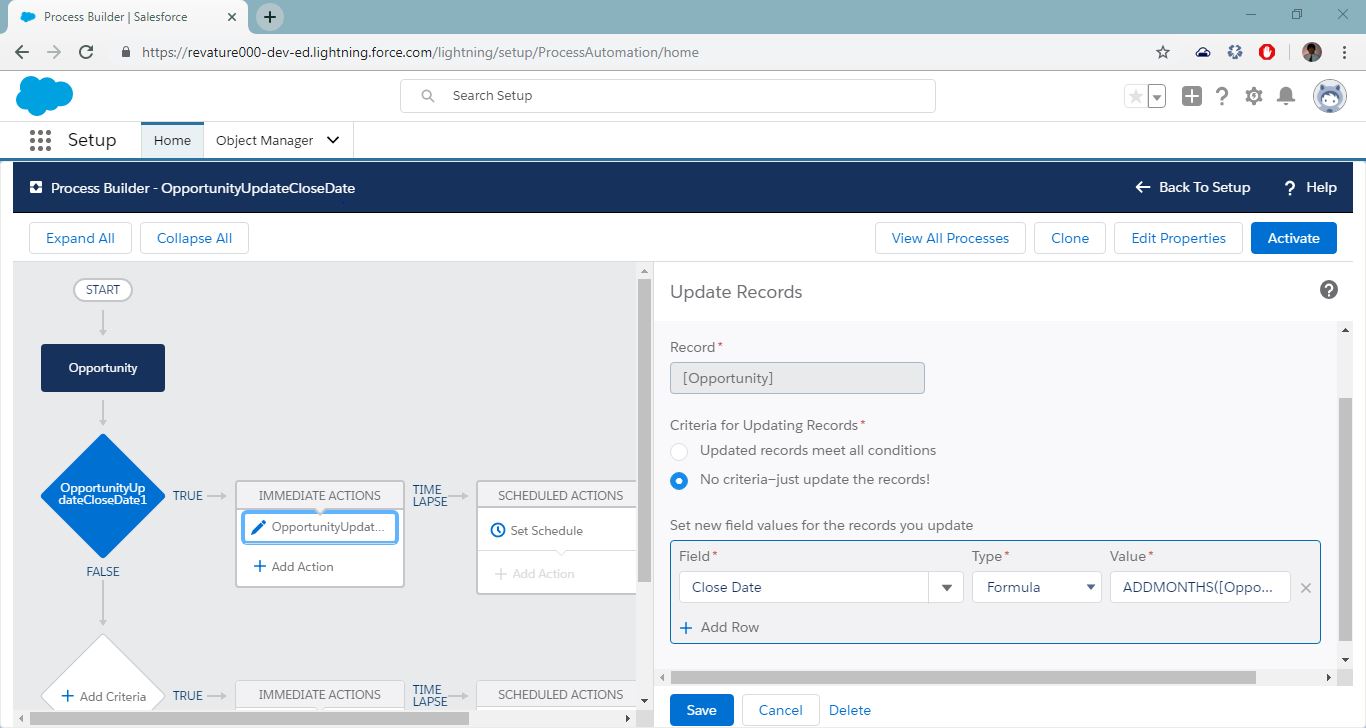 Process Builder | Salesforce
https://revature000-dev-ed.lightning.force.com/lightning/setup/ProcessAutomation/home
Search Setup
Setup
Home
Object Manager
Process Builder - OpportunityUpdateCloseDate
Back To Setup
? Help
Expand All
Collapse All
View All Processes
Clone
Edit Properties
Activate
START
Opportunity
OpportunityUp
dateCloseDate1
TRUE
IMMEDIATE ACTIONS
OpportunityUpdat...
+ Add Action
TIME
LAPSE
SCHEDULED ACTIONS
Set Schedule
+ Add Action
FALSE
+ Add Criteria
TRUE
IMMEDIATE ACTIONS
TIME
LAPSE
SCHEDULED ACTIONS
Update Records
Record*
[Opportunity]
Criteria for Updating Records*
Updated records meet all conditions
No criteria—just update the records!
Set new field values for the records you update
Field*
Type*
Value*
Close Date
Formula
ADDMONTHS([Oppo...
+ Add Row
Save
Cancel
Delete